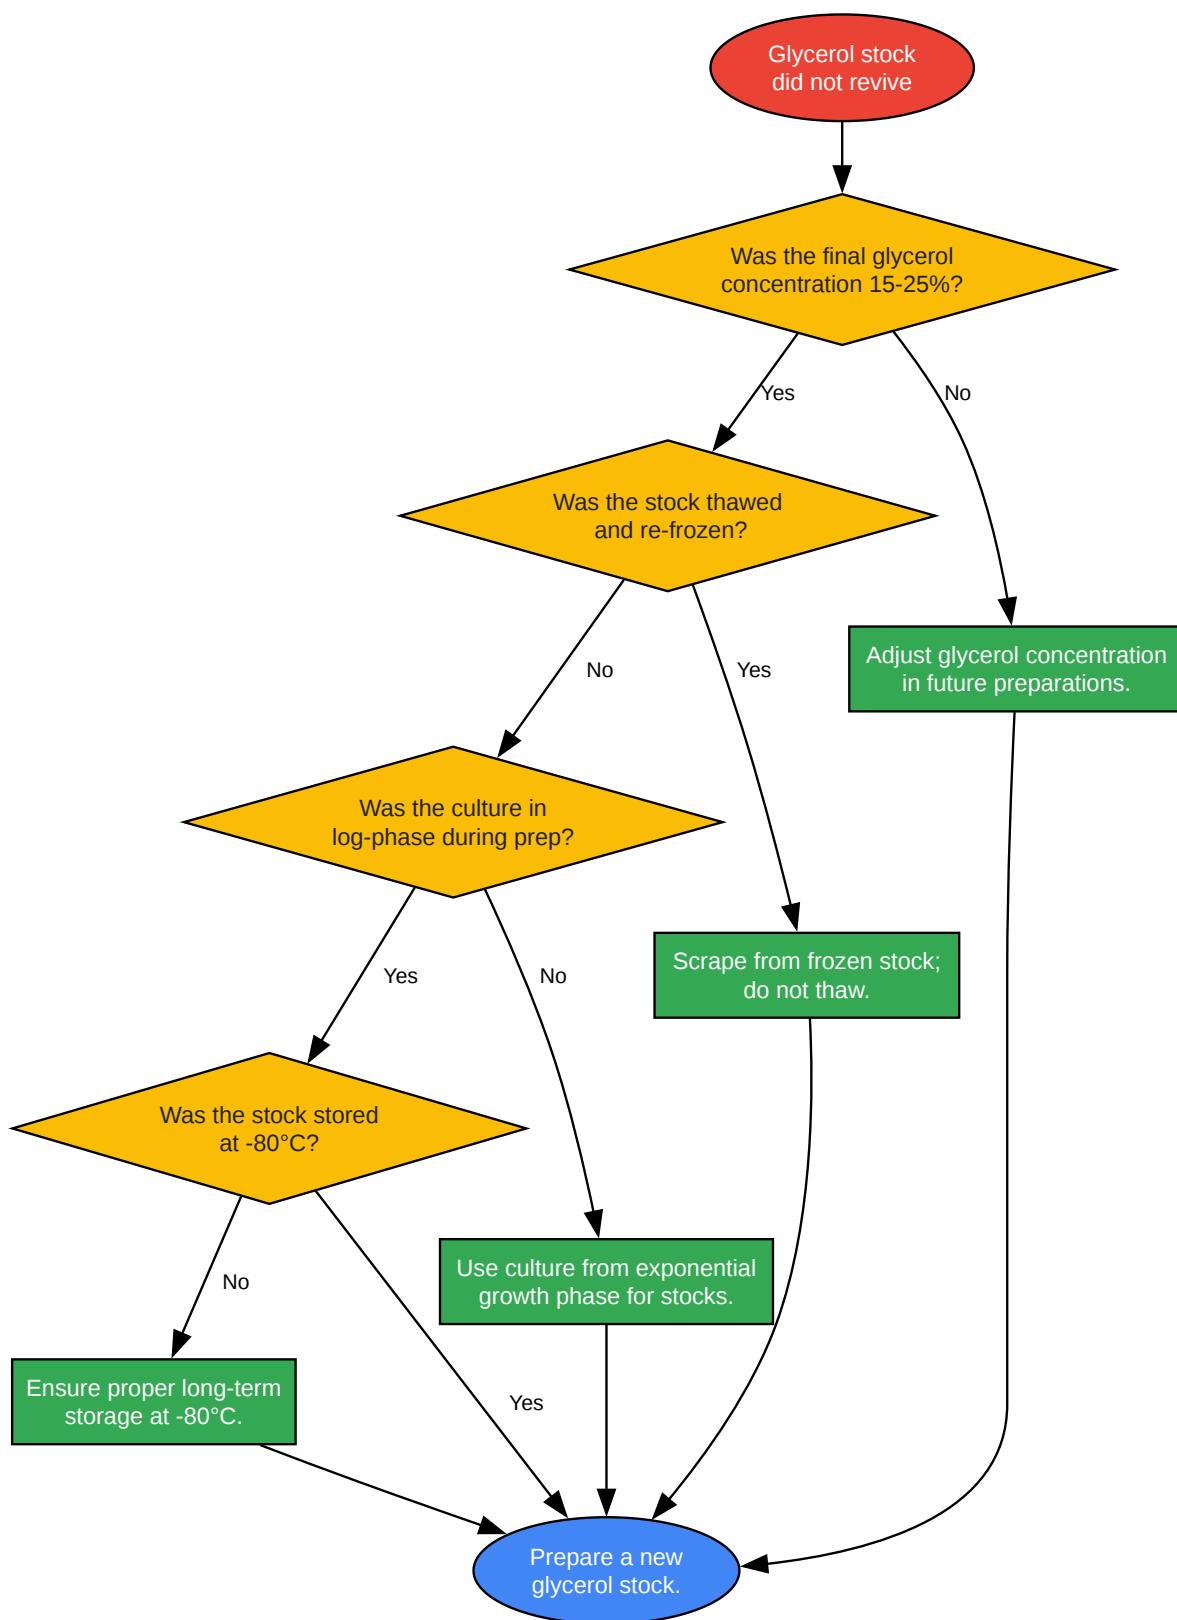 Glycerol stock
did not revive
Was the final glycerol
concentration 15-25%?
Yes
No
Was the stock thawed
and re-frozen?
Adjust glycerol concentration
in future preparations.
No
Yes
Was the culture in
log-phase during prep?
Scrape from frozen stock;
do not thaw.
Yes
No
Was the stock stored
at -80°C?
Use culture from exponential
growth phase for stocks.
No
Ensure proper long-term
storage at -80°C.
Yes
Prepare a new
glycerol stock.